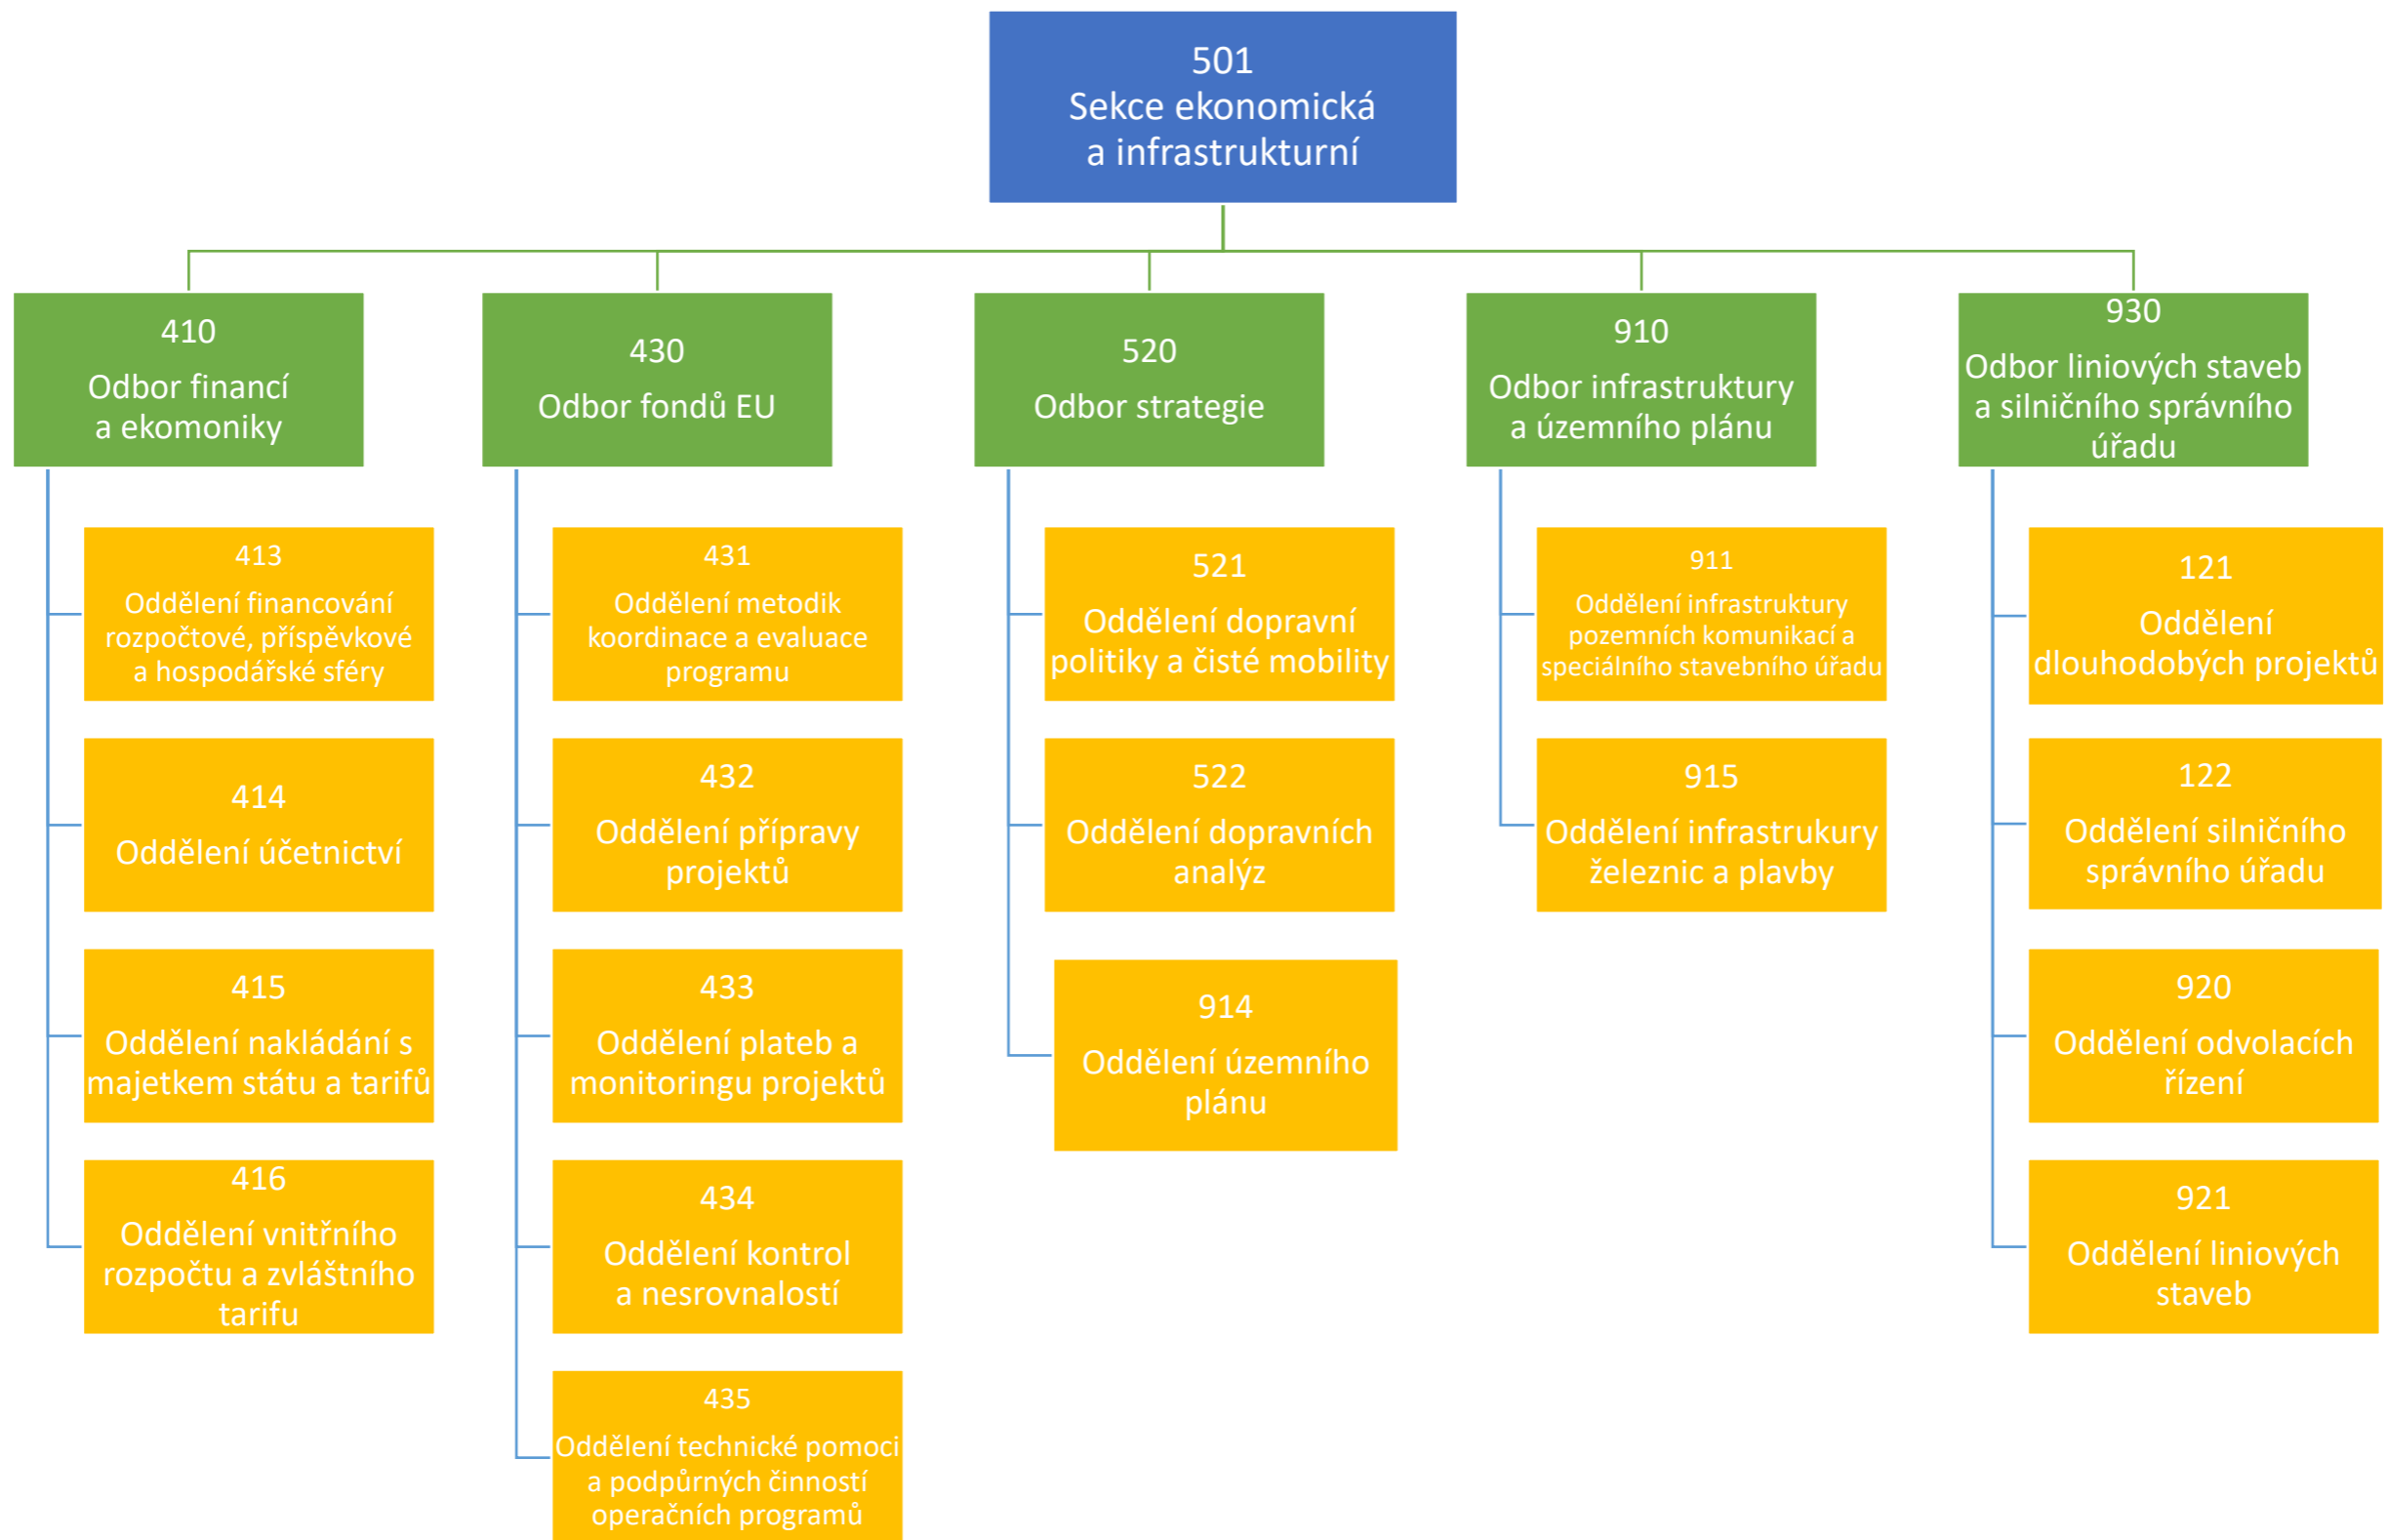 501
Sekce ekonomická
a infrastrukturní
410
Odbor financí
a ekomoniky
430
Odbor fondů EU
520
Odbor strategie
910
Odbor infrastruktury
a územního plánu
930
Odbor liniových staveb
a silničního správního
úřadu
413
Oddělení financování
rozpočtové, příspěvkové
a hospodářské sféry
414
Oddělení účetnictví
415
Oddělení nakládání s
majetkem státu a tarifů
416
Oddělení vnitřního
rozpočtu a zvláštního
tarifu
431
Oddělení metodik
koordinace a evaluace
programu
432
Oddělení přípravy
projektů
433
Oddělení plateb a
monitoringu projektů
434
Oddělení kontrol
a nesrovnalostí
435
Oddělení technické pomoci
a podpůrných činností
operačních programů
521
Oddělení dopravní
politiky a čisté mobility
522
Oddělení dopravních
analýz
914
Oddělení územního
plánu
911
Oddělení infrastruktury
pozemních komunikací a
speciálního stavebního úřadu
915
Oddělení infrastrukury
železnic a plavby
121
Oddělení
dlouhodobých projektů
122
Oddělení silničního
správního úřadu
920
Oddělení odvolacích
řízení
921
Oddělení liniových
staveb